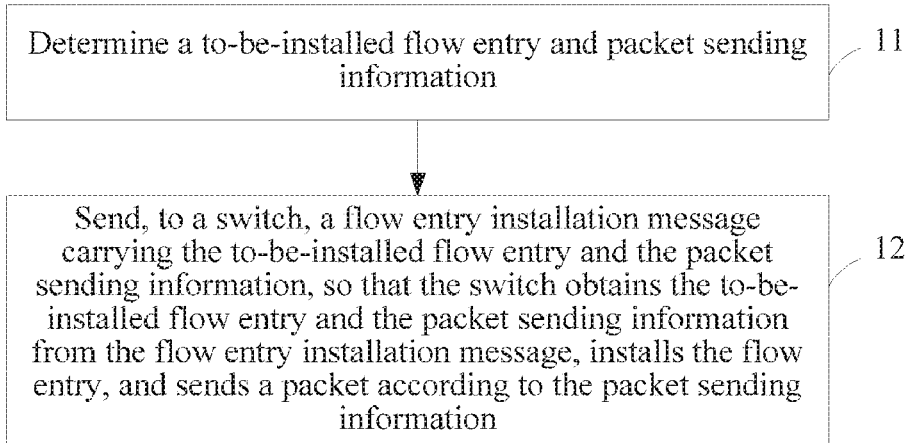 Determine a to-be-installed flow entry and packet sending
information
11
Send, to a switch, a flow entry installation message
carrying the to-be-installed flow entry and the packet
sending information, so that the switch obtains the to-be-
installed flow entry and the packet sending information
from the flow entry installation message, installs the flow
entry, and sends a packet according to the packet sending
information
12